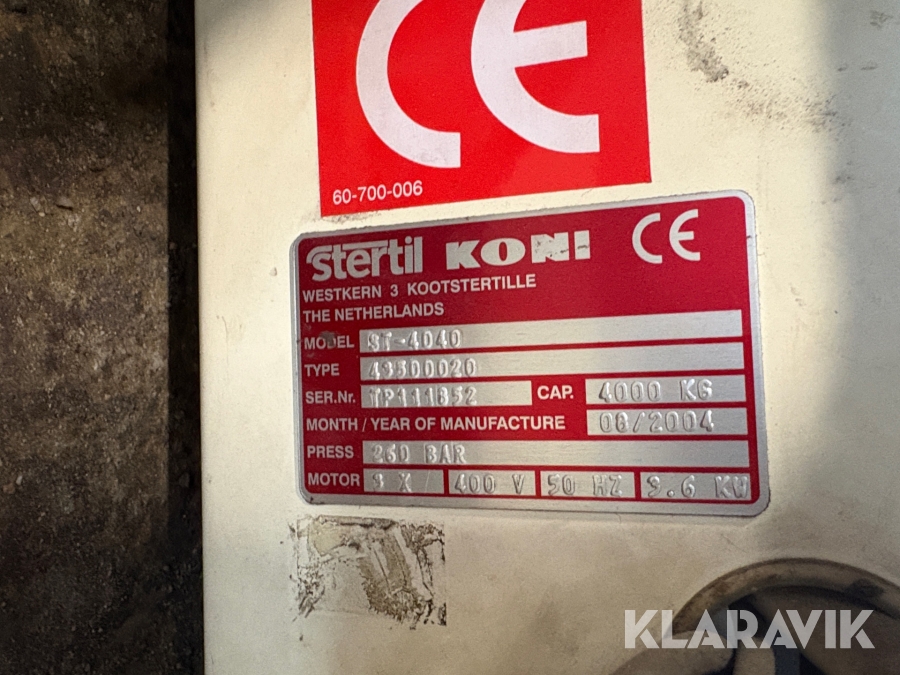 CE
60-700-006
stertil KONI CE
WESTKERN 3 KOOTSTERTILLE
THE NETHERLANDS
MODEL ST-4040
TYPE 43500020
SER.Nr. TP111852 CAP. 4000 KG
MONTH / YEAR OF MANUFACTURE 08/2004
PRESS 260 BAR
MOTOR 3 X 400 V 50 HZ 3.6 KW
KLARAVIK